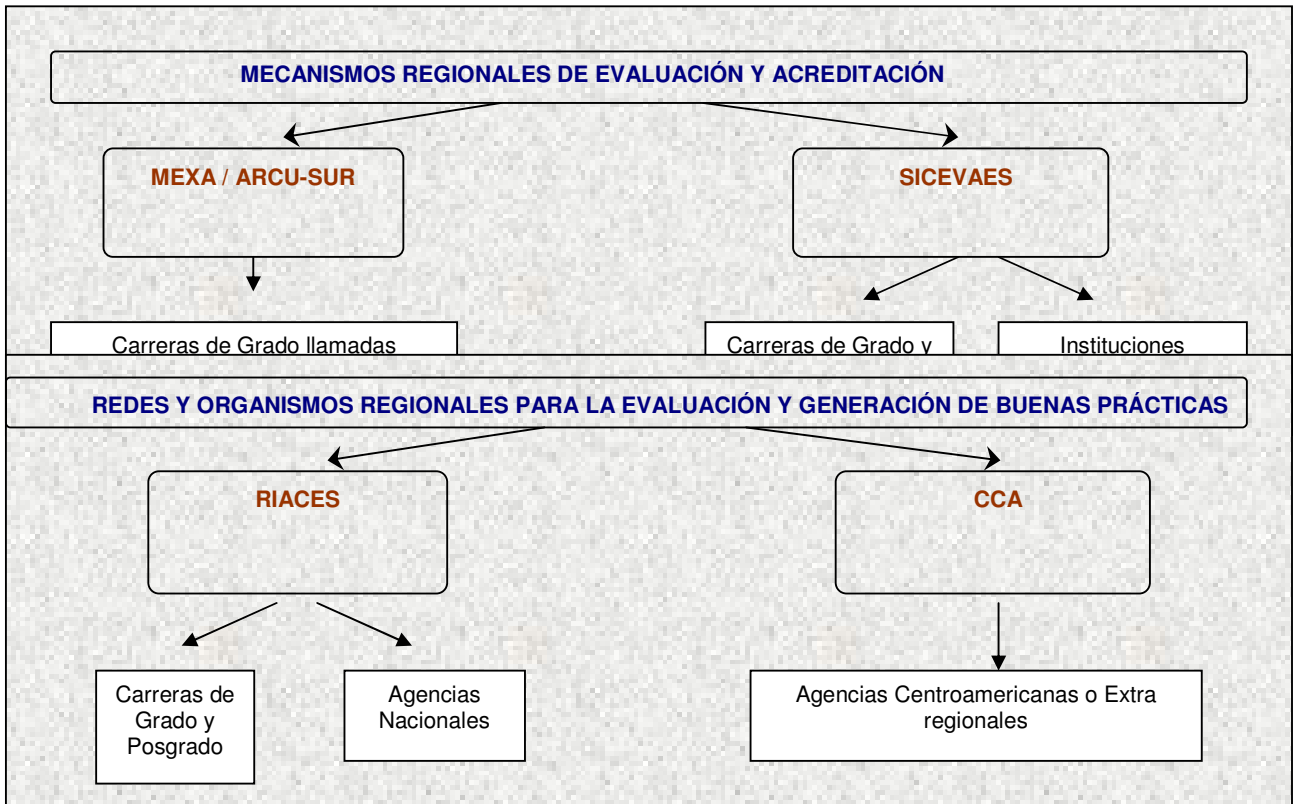 MECANISMOS REGIONALES DE EVALUACIÓN Y ACREDITACIÓN
MEXA / ARCU-SUR
SICEVAES
Carreras de Grado llamadas
Carreras de Grado y
Instituciones
REDES Y ORGANISMOS REGIONALES PARA LA EVALUACIÓN Y GENERACIÓN DE BUENAS PRÁCTICAS
RIACES
CCA
Carreras de
Grado y
Posgrado
Agencias
Nacionales
Agencias Centroamericanas o Extra
regionales